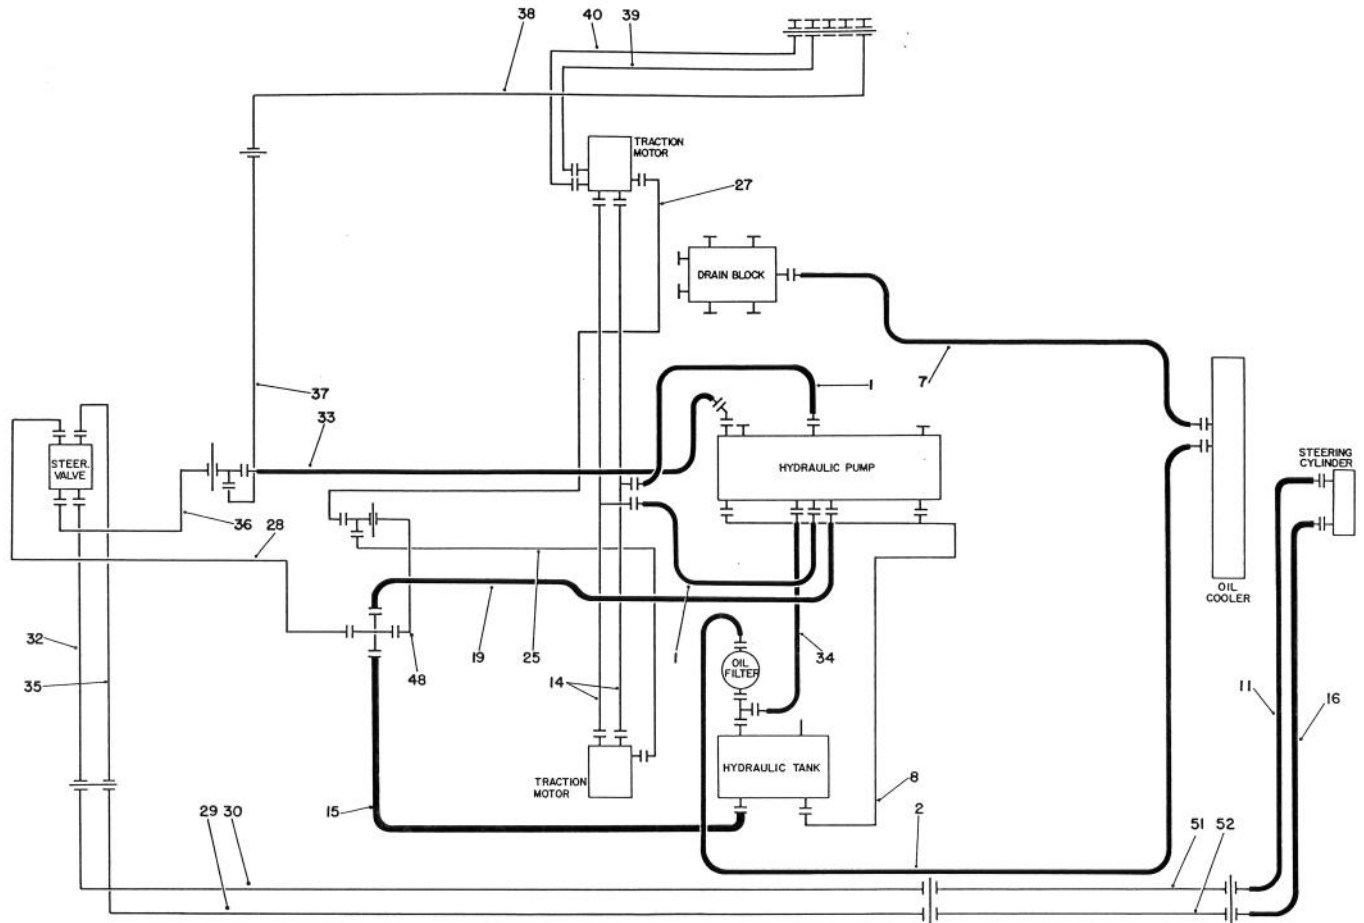 38
40
39
TRACTION
MOTOR
27
DRAIN BLOCK
37
33
1
7
STEER.
VALVE
HYDRAULIC PUMP
STEERING
CYLINDER
36
28
OIL
COOLER
32
35
48
19
25
1
34
OIL
FILTER
14
11
16
HYDRAULIC TANK
TRACTION
MOTOR
15
8
2
29
30
51
52